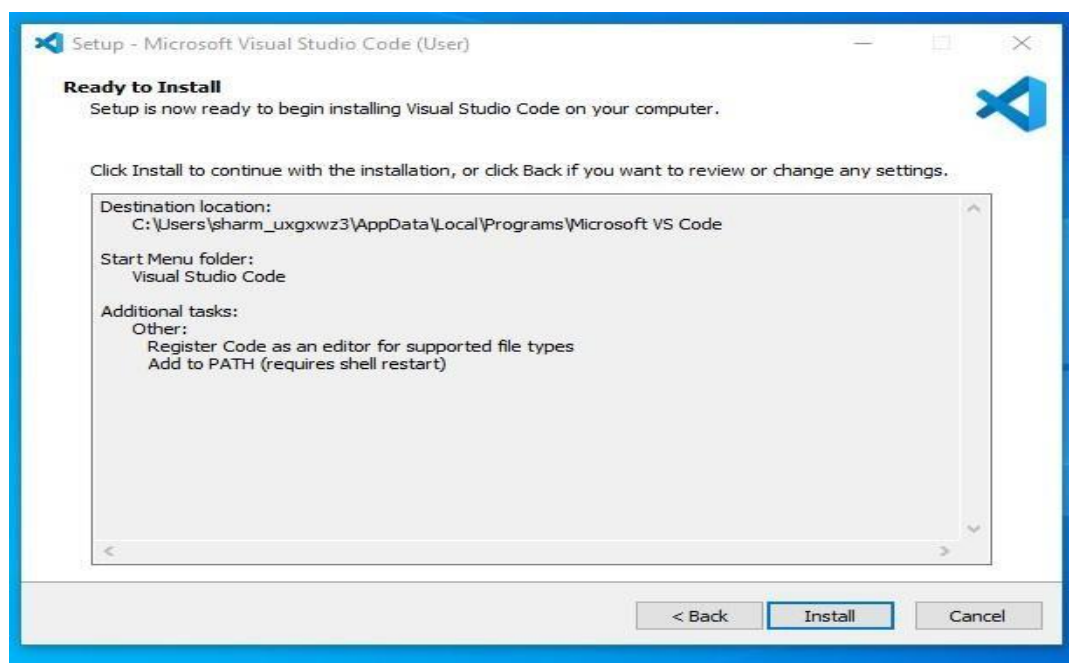 Setup - Microsoft Visual Studio Code (User)
Ready to Install
Setup is now ready to begin installing Visual Studio Code on your computer.
Click Install to continue with the installation, or click Back if you want to review or change any settings.
Destination location:
C:\Users\sharm_uxgxwz3\AppData\Local\Programs\Microsoft VS Code
Start Menu folder:
Visual Studio Code
Additional tasks:
Other:
Register Code as an editor for supported file types
Add to PATH (requires shell restart)
< Back Install Cancel